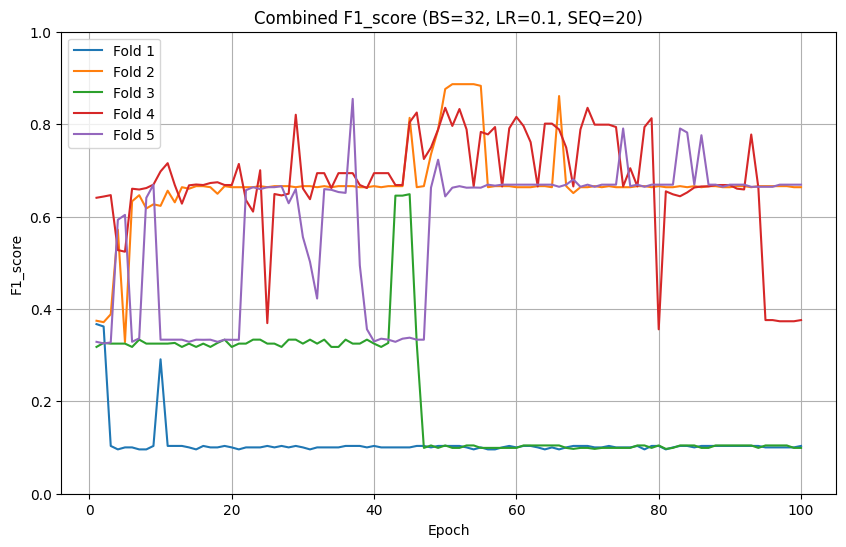 Combined F1_score (BS=32, LR=0.1, SEQ=20)
Fold 1
Fold 2
Fold 3
Fold 4
Fold 5
F1_score
1.0
0.8
0.6
0.4
0.2
0.0
0 20 40 60 80 100
Epoch